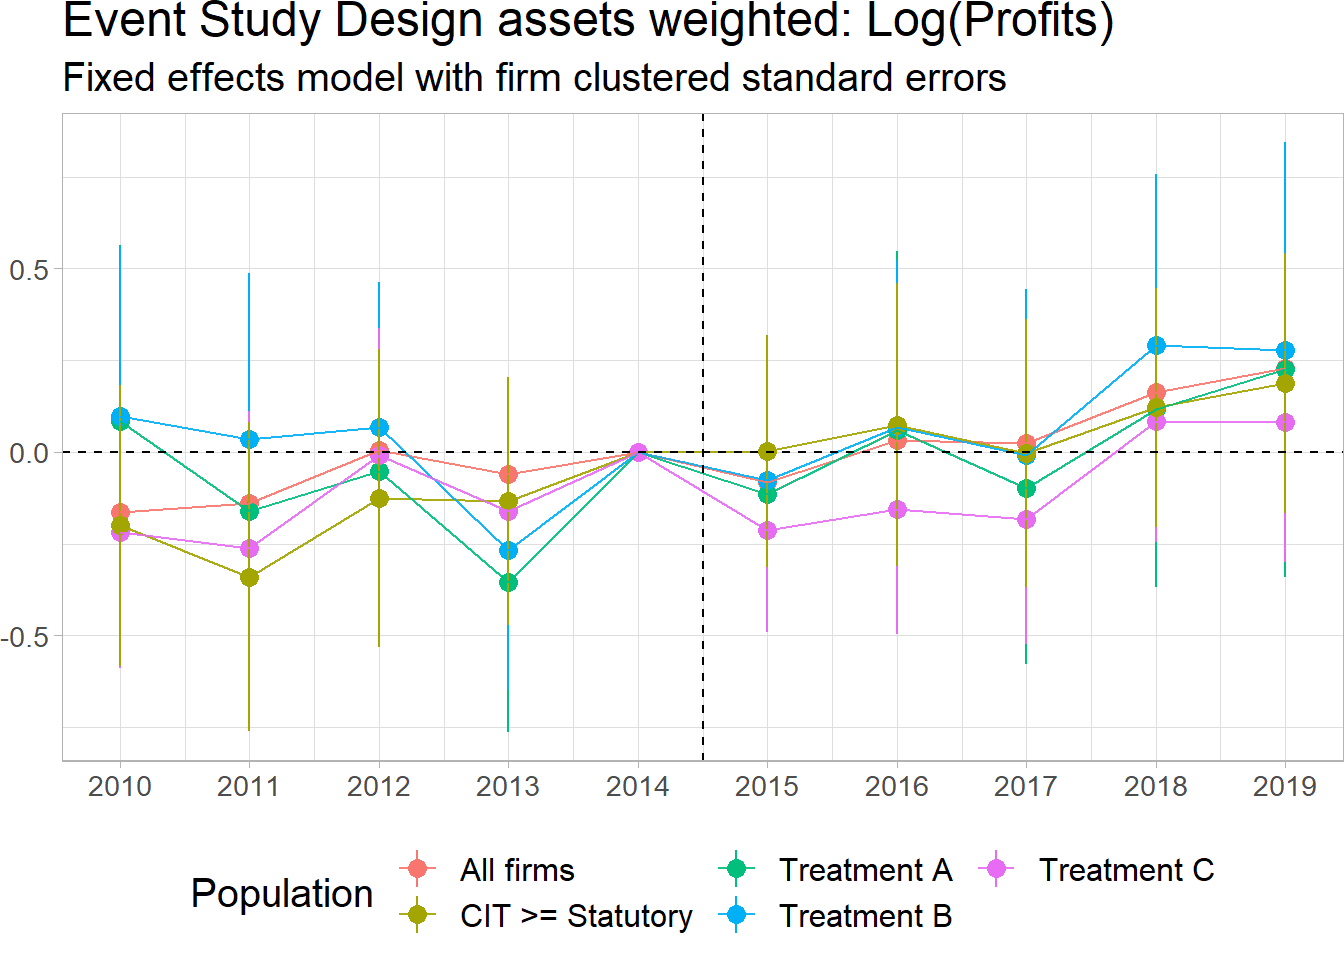 Event Study Design assets weighted: Log(Profits)
Fixed effects model with firm clustered standard errors
0.5
0.0
-0.5
2010 2011 2012 2013 2014 2015 2016 2017 2018 2019
Population
All firms
CIT >= Statutory
Treatment A
Treatment B
Treatment C